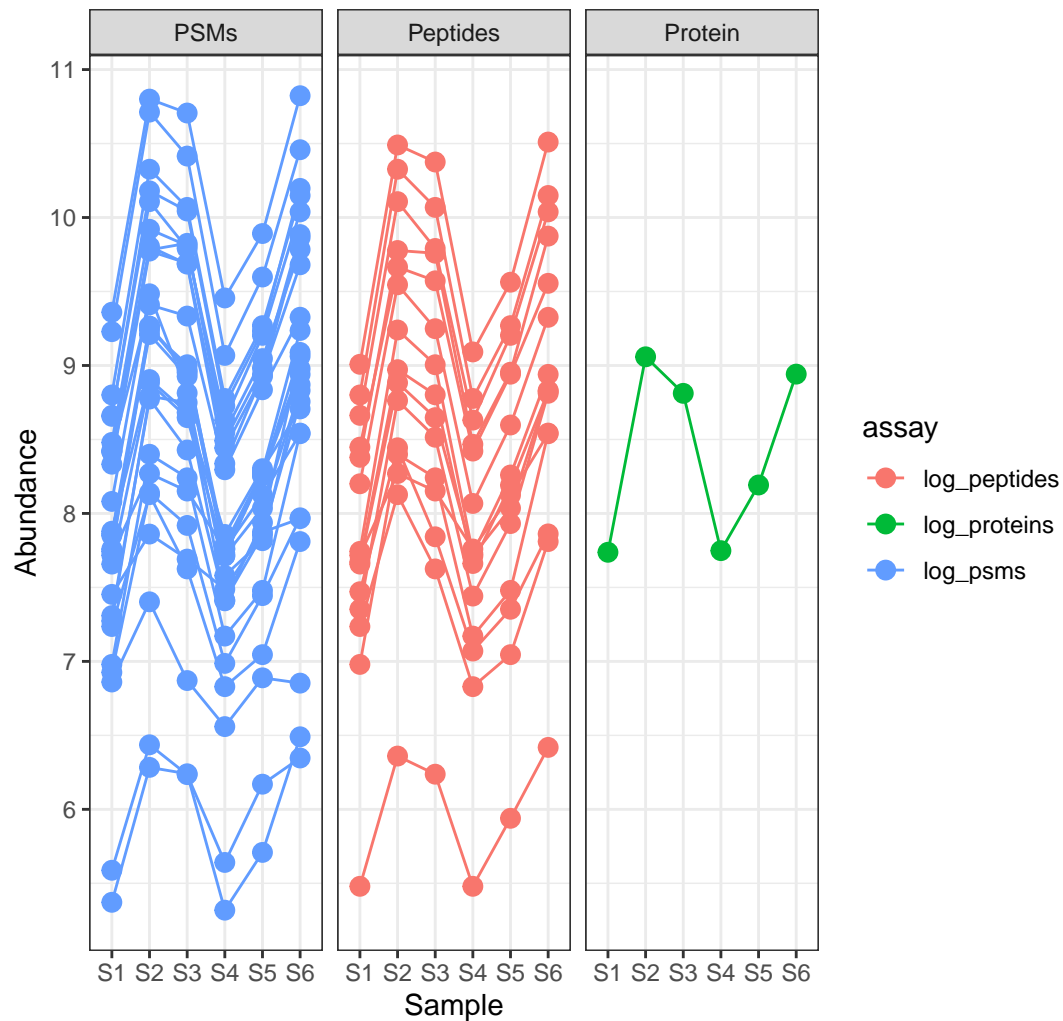 PSMs Peptides Protein
11
10
9
8
7
6
Abundance
S1 S2 S3 S4 S5 S6 S1 S2 S3 S4 S5 S6 S1 S2 S3 S4 S5 S6
Sample
assay
log_peptides
log_proteins
log_psms